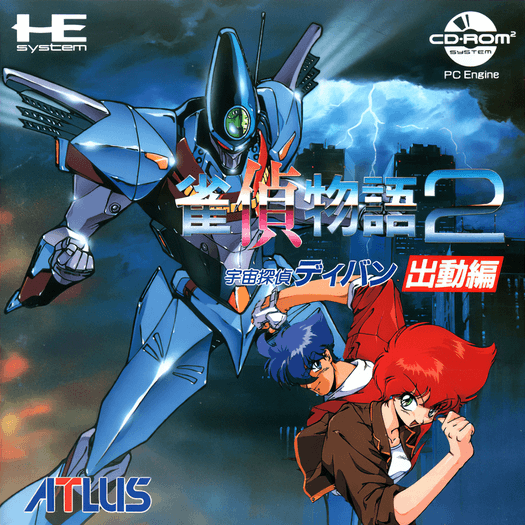 HE
SYSTEM
CD-ROM²
SYSTEM
PC Engine
雀偵物語2
宇宙探偵ディバン 出動編
ATLUS